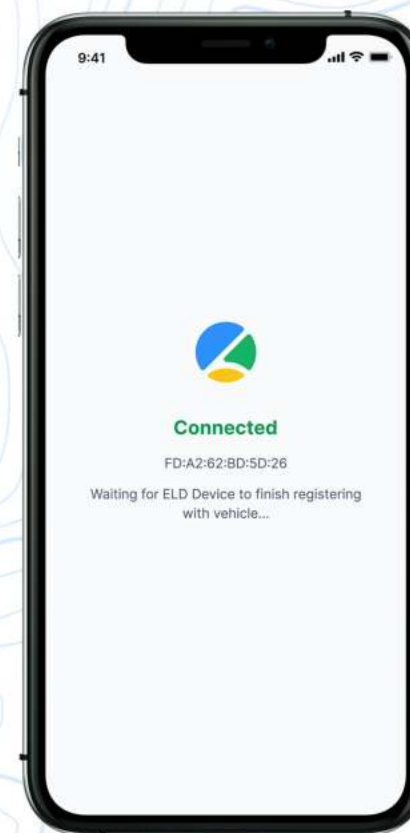 9:41
Connected
FD:A2:62:BD:5D:26
Waiting for ELD Device to finish registering
with vehicle...